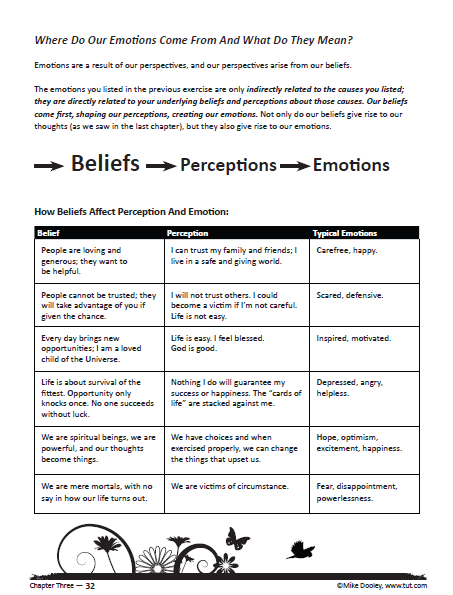 Where Do Our Emotions Come From And What Do They Mean?
Emotions are a result of our perspectives, and our perspectives arise from our beliefs.
The emotions you listed in the previous exercise are only indirectly related to the causes you listed;
they are directly related to your underlying beliefs and perceptions about those causes. Our beliefs
come first, shaping our perceptions, creating our emotions. Not only do our beliefs give rise to our
thoughts (as we saw in the last chapter), but they also give rise to our emotions.
Beliefs Perceptions Emotions
How Beliefs Affect Perception And Emotion:
Belief Perception Typical Emotions
People are loving and
generous; they want to
be helpful.
I can trust my family and friends; I
live in a safe and giving world.
Carefree, happy.
People cannot be trusted; they
will take advantage of you if
given the chance.
I will not trust others. I could
become a victim if I'm not careful.
Life is not easy.
Scared, defensive.
Every day brings new
opportunities; I am a loved
child of the Universe.
Life is easy. I feel blessed.
God is good.
Inspired, motivated.
Life is about survival of the
fittest. Opportunity only
knocks once. No one succeeds
without luck.
Nothing I do will guarantee my
success or happiness. The "cards of
life" are stacked against me.
Depressed, angry,
helpless.
We are spiritual beings, we are
powerful, and our thoughts
become things.
We have choices and when
exercised properly, we can change
the things that upset us.
Hope, optimism,
excitement, happiness.
We are mere mortals, with no
say in how our life turns out.
We are victims of circumstance.
Fear, disappointment,
powerlessness.
Chapter Three — 32
©Mike Dooley, www.tut.com